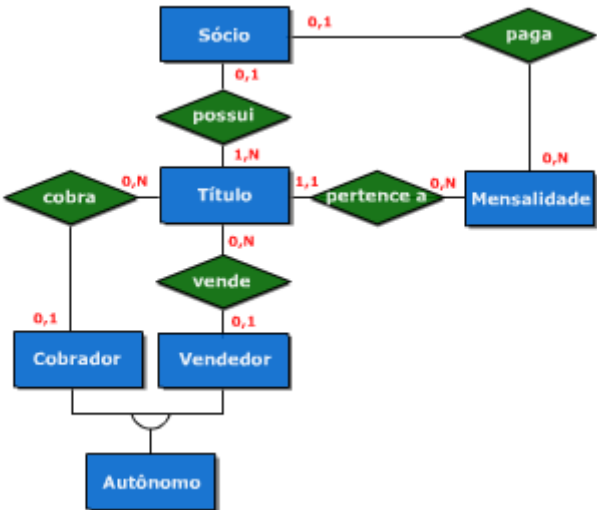 0,1
Sócio
paga
0,1
possui
1,N
0,N
0,N
1,1
0,N
cobra
Título
pertence a
Mensalidade
0,N
vende
0,1
0,1
Cobrador
Vendedor
Autônomo